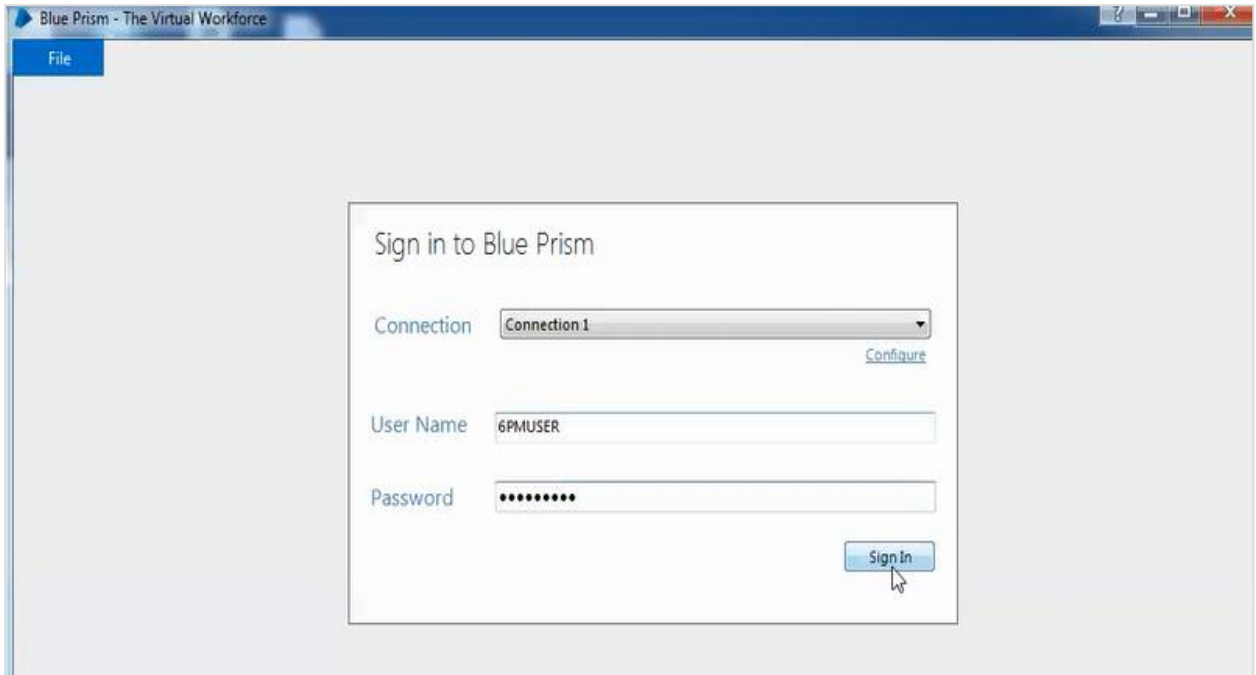 Blue Prism - The Virtual Workforce
File
Sign in to Blue Prism
Connection Connection 1
Configure
User Name 6PMUSER
Password •••••••••
Sign In